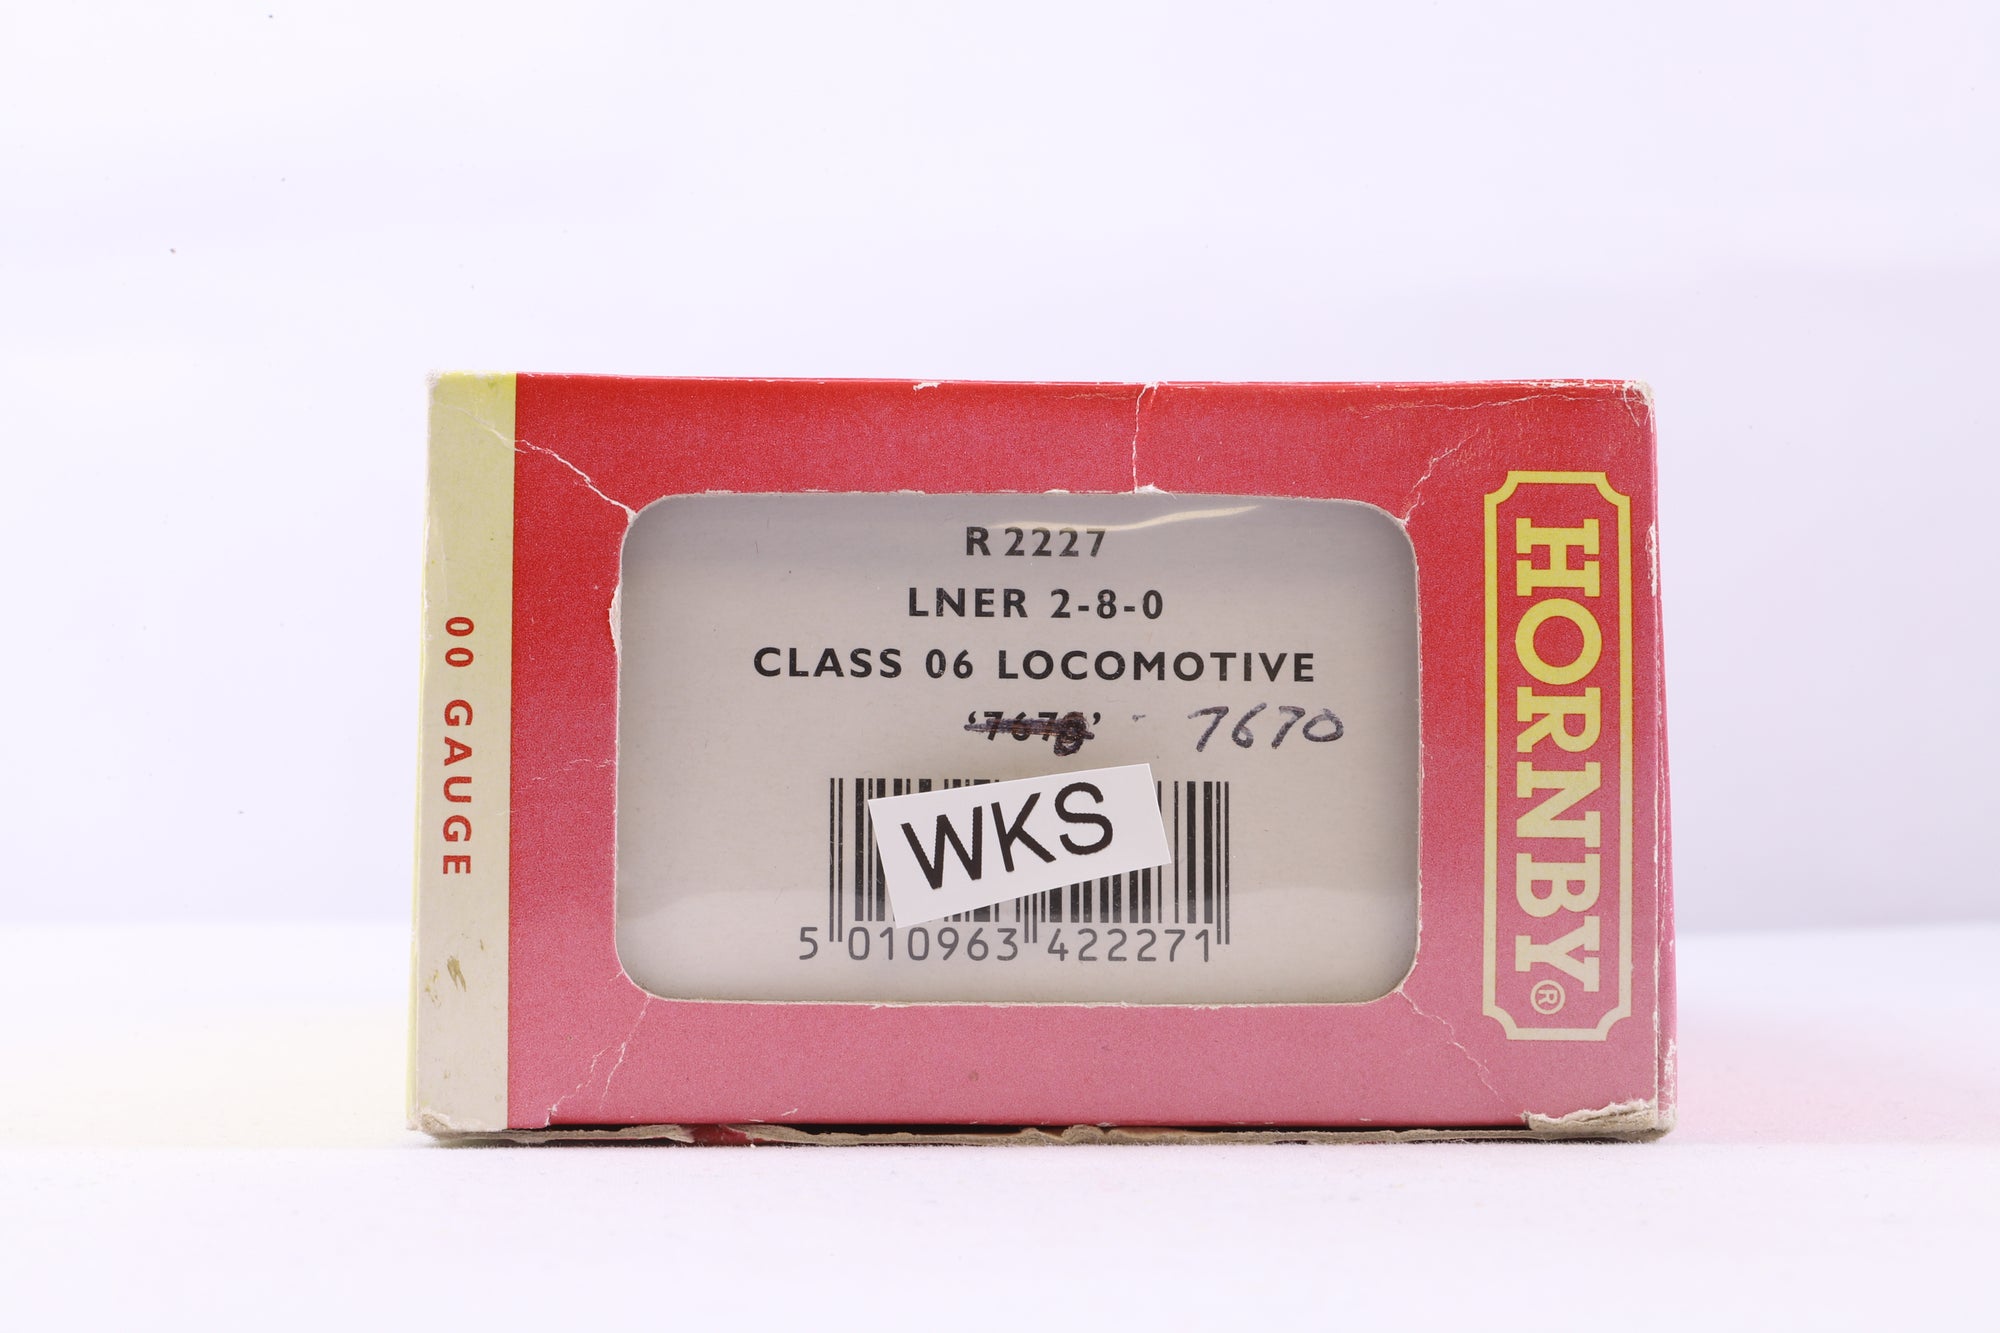 R 2227
LNER 2-8-0
CLASS 06 LOCOMOTIVE
7670
WKS
5 010963 422271
00 GAUGE
HORNBY®